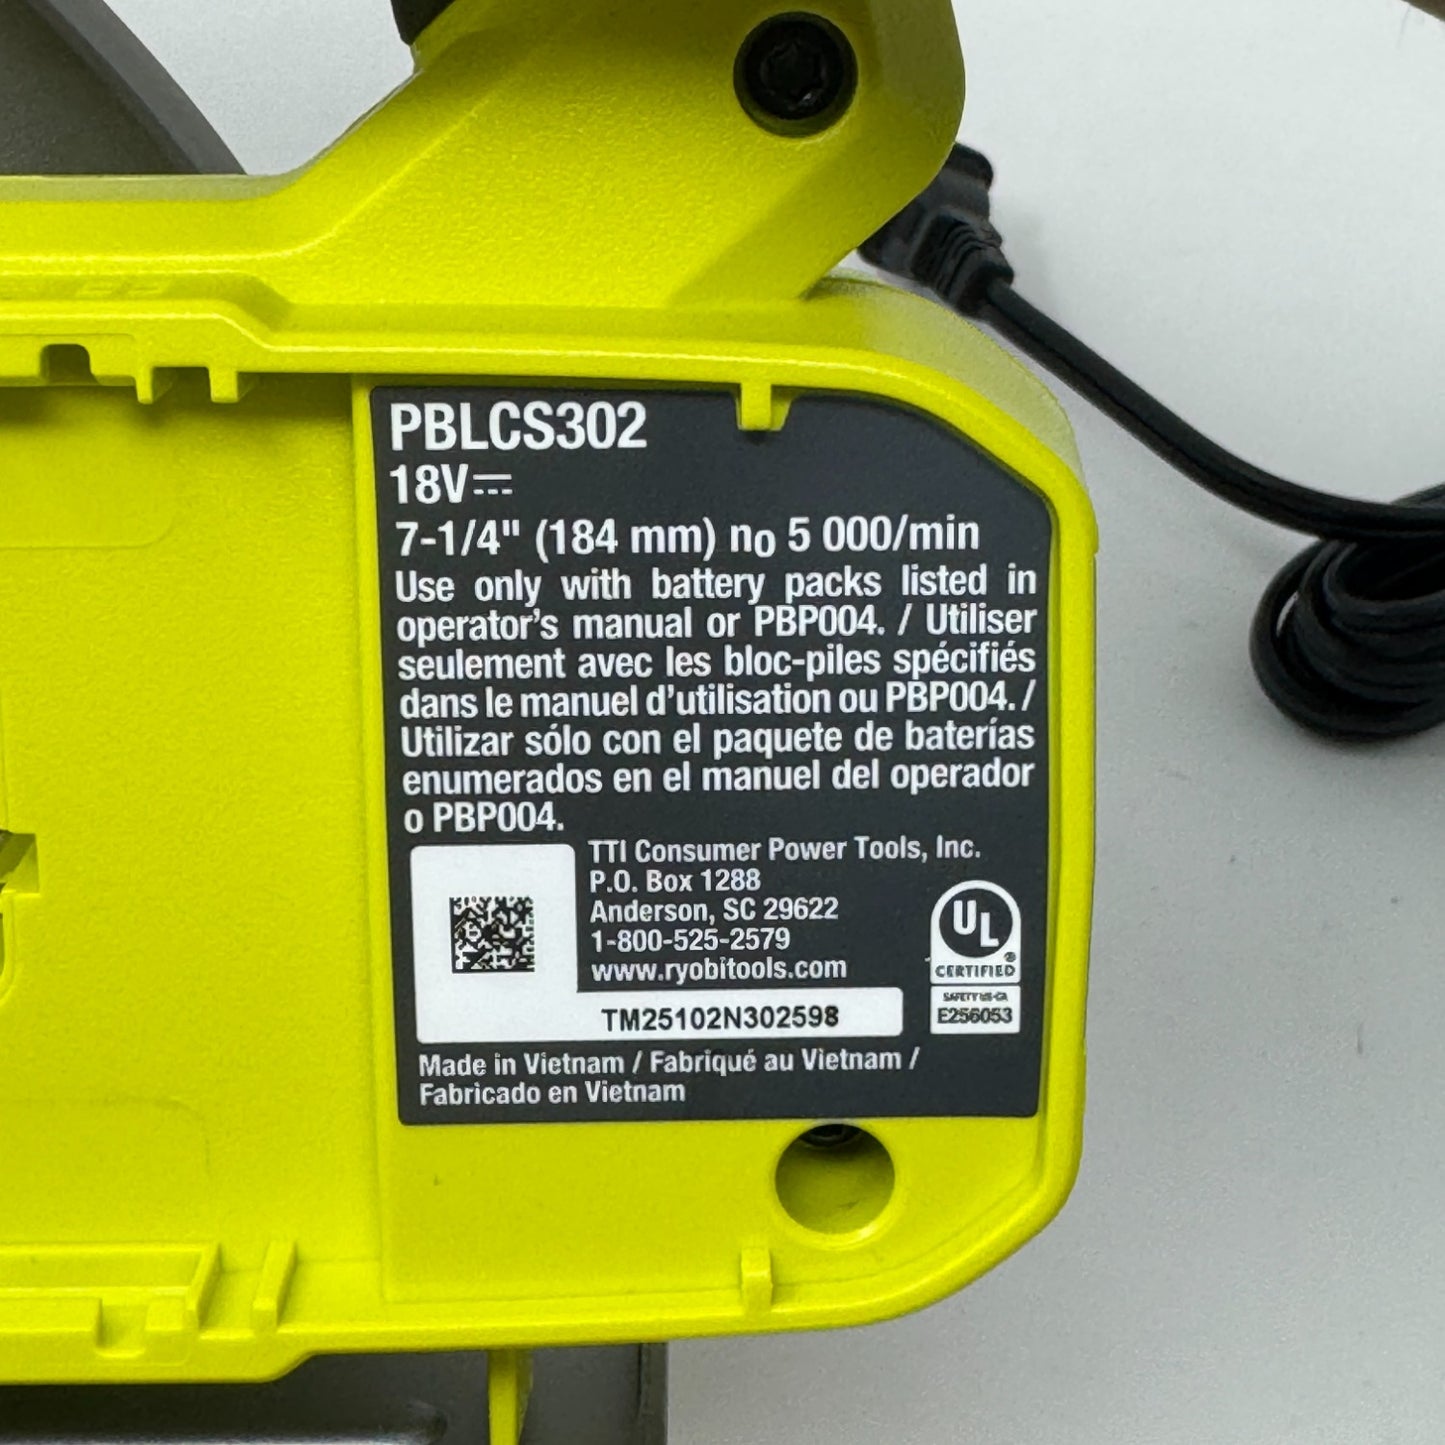 PBLCS302
18V⎓
7-1/4" (184 mm) no 5 000/min
Use only with battery packs listed in
operator's manual or PBP004. / Utiliser
seulement avec les bloc-piles spécifiés
dans le manuel d'utilisation ou PBP004. /
Utilizar sólo con el paquete de baterías
enumerados en el manuel del operador
o PBP004.
TTI Consumer Power Tools, Inc.
P.O. Box 1288
Anderson, SC 29622
1-800-525-2579
www.ryobitools.com
UL
®
CERTIFIED
SAFETY US-CA
E256053
TM25102N302598
Made in Vietnam / Fabriqué au Vietnam /
Fabricado en Vietnam